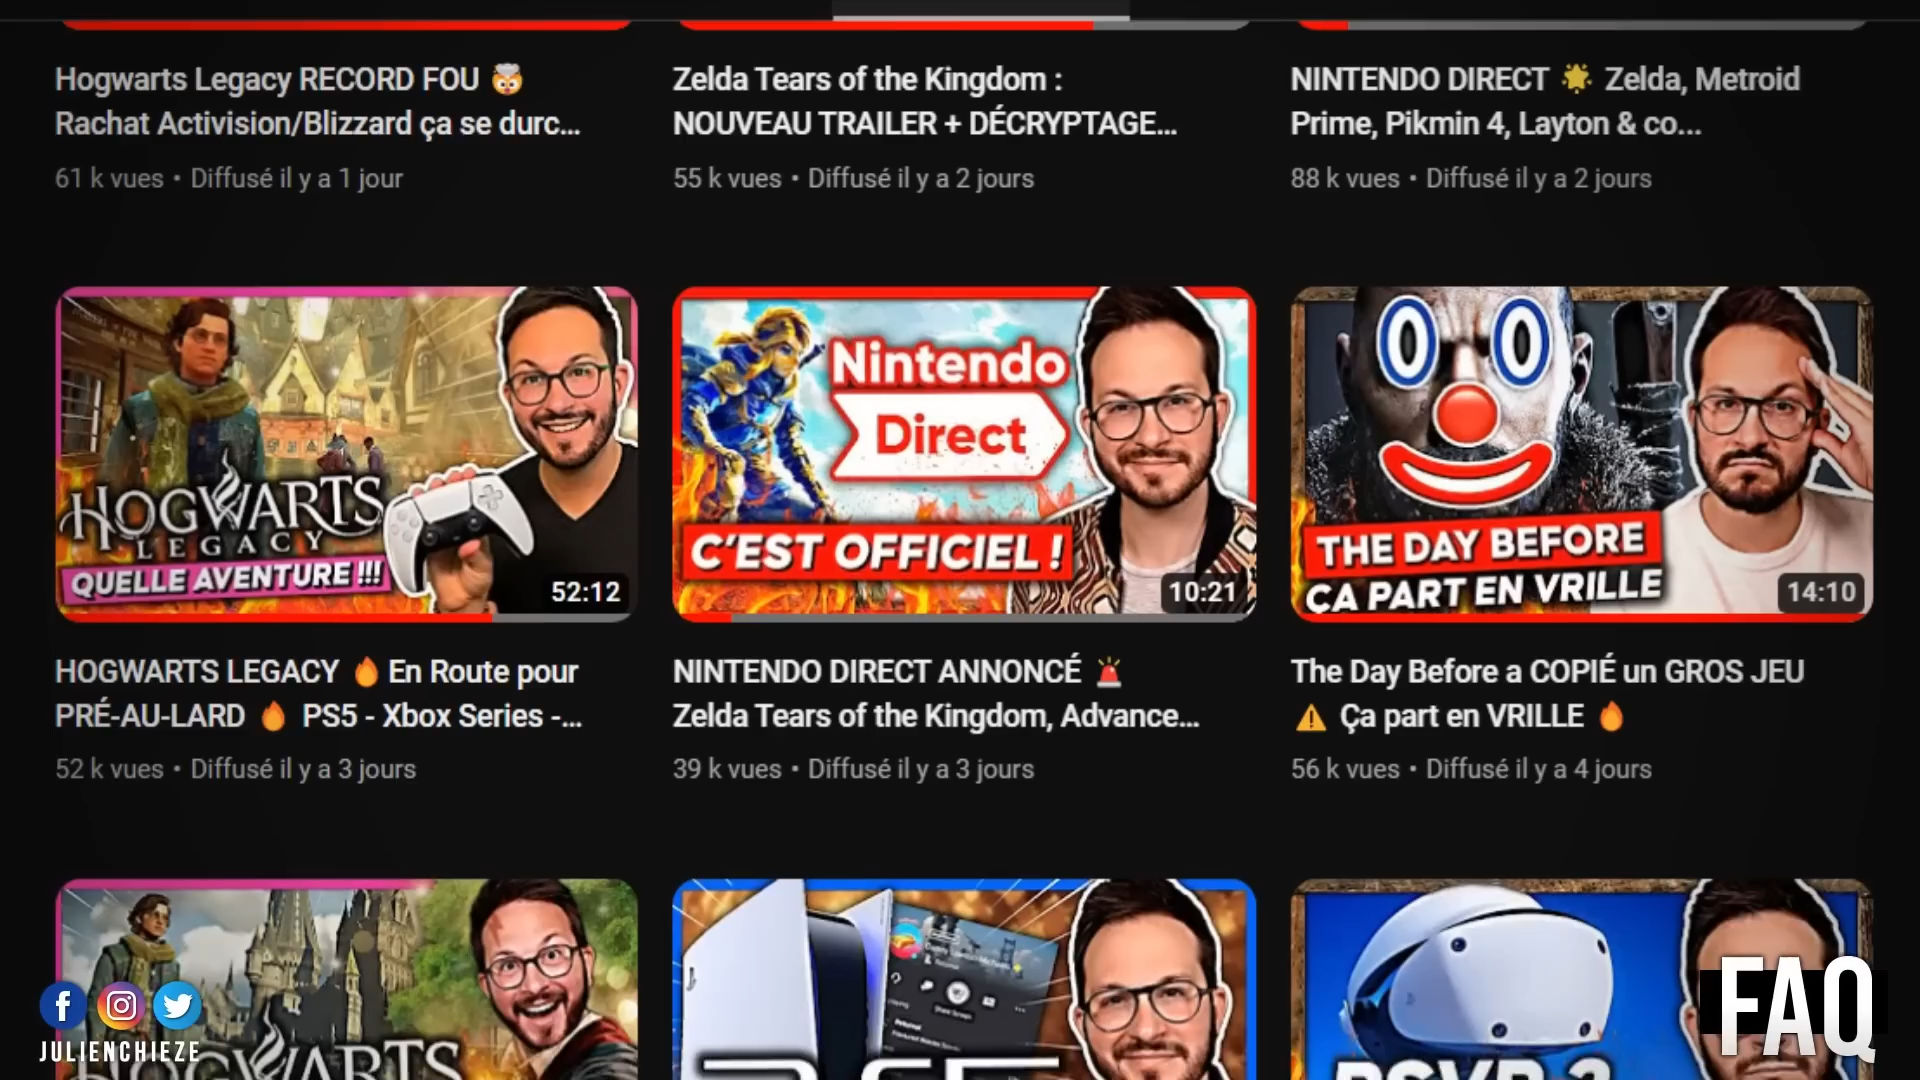 Hogwarts Legacy RECORD FOU 🤯
Rachat Activision/Blizzard ça se durc...
61 k vues • Diffusé il y a 1 jour
Zelda Tears of the Kingdom :
NOUVEAU TRAILER + DÉCRYPTAGE...
55 k vues • Diffusé il y a 2 jours
NINTENDO DIRECT 🌟 Zelda, Metroid
Prime, Pikmin 4, Layton & co...
88 k vues • Diffusé il y a 2 jours
HOGWARTS
LEGACY
QUELLE AVENTURE !!!
52:12
Nintendo
Direct
C'EST OFFICIEL !
10:21
THE DAY BEFORE
ÇA PART EN VRILLE
14:10
HOGWARTS LEGACY 🔥 En Route pour
PRÉ-AU-LARD 🔥 PS5 - Xbox Series -...
52 k vues • Diffusé il y a 3 jours
NINTENDO DIRECT ANNONCÉ 🚨
Zelda Tears of the Kingdom, Advance...
39 k vues • Diffusé il y a 3 jours
The Day Before a COPIÉ un GROS JEU
⚠️ Ça part en VRILLE 🔥
56 k vues • Diffusé il y a 4 jours
HOGWARTS
PS5
PSVR 2
JULIENCHIEZE
FAQ